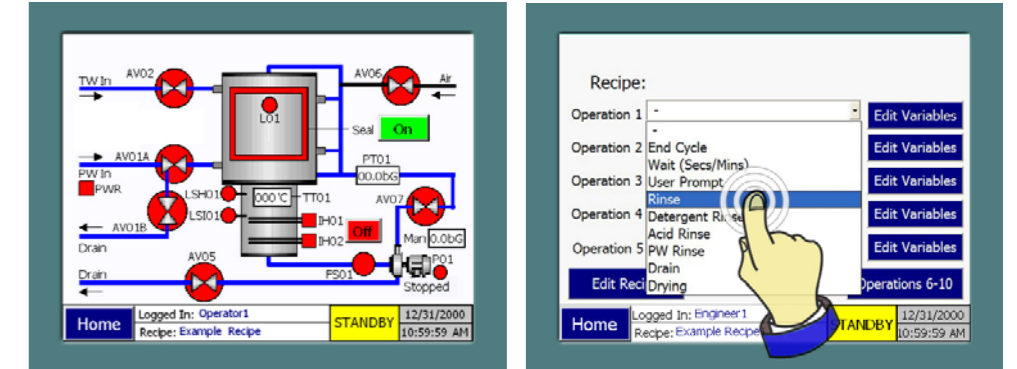 TW In
AV02
AV06
Air
L01
Seal
On
AV01A
PW In
PWR
PT01
00.0bG
LSH01
000°C
TT01
AV07
LSI01
AV01B
Drain
IH01
IH02
Off
Man
0.0bG
AV05
Drain
FS01
P01
Stopped
Home
Logged In: Operator1
Recipe: Example Recipe
STANDBY
12/31/2000
10:59:59 AM
Recipe:
Operation 1
-
Edit Variables
-
Operation 2
End Cycle
Edit Variables
Wait (Secs/Mins)
Operation 3
User Prompt
Edit Variables
Rinse
Operation 4
Detergent Rinse
Edit Variables
Acid Rinse
Operation 5
PW Rinse
Edit Variables
Drain
Edit Reci
Drying
Operations 6-10
Home
Logged In: Engineer1
Recipe: Example Recipe
STANDBY
12/31/2000
10:59:59 AM